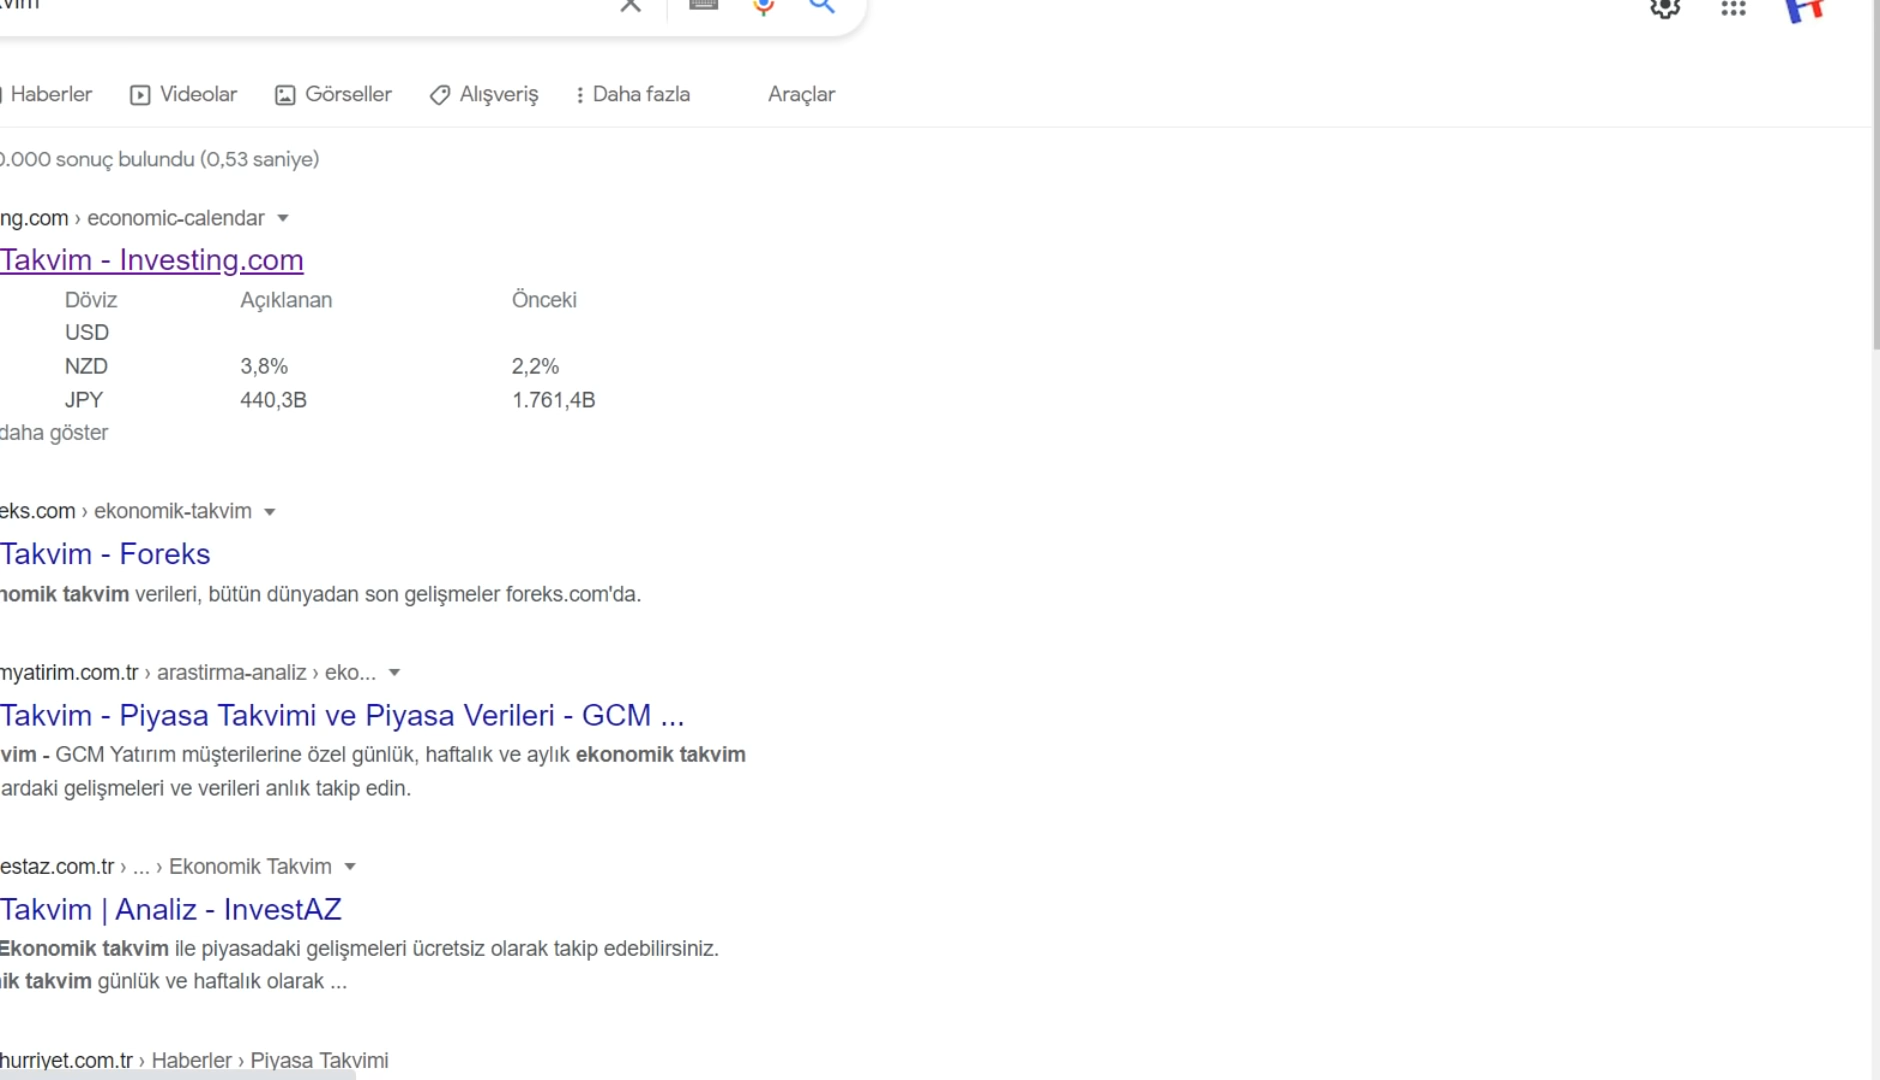 Haberler Videolar Görseller Alışveriş Daha fazla Araçlar
0.000 sonuç bulundu (0,53 saniye)
ng.com › economic-calendar
Takvim - Investing.com
Döviz Açıklanan Önceki
USD
NZD 3,8% 2,2%
JPY 440,3B 1.761,4B
daha göster
eks.com › ekonomik-takvim
Takvim - Foreks
nomik takvim verileri, bütün dünyadan son gelişmeler foreks.com'da.
myatirim.com.tr › arastirma-analiz › eko...
Takvim - Piyasa Takvimi ve Piyasa Verileri - GCM ...
vim - GCM Yatırım müşterilerine özel günlük, haftalık ve aylık ekonomik takvim
ardaki gelişmeleri ve verileri anlık takip edin.
estaz.com.tr › ... › Ekonomik Takvim
Takvim | Analiz - InvestAZ
Ekonomik takvim ile piyasadaki gelişmeleri ücretsiz olarak takip edebilirsiniz.
ik takvim günlük ve haftalık olarak ...
hurriyet.com.tr › Haberler › Piyasa Takvimi